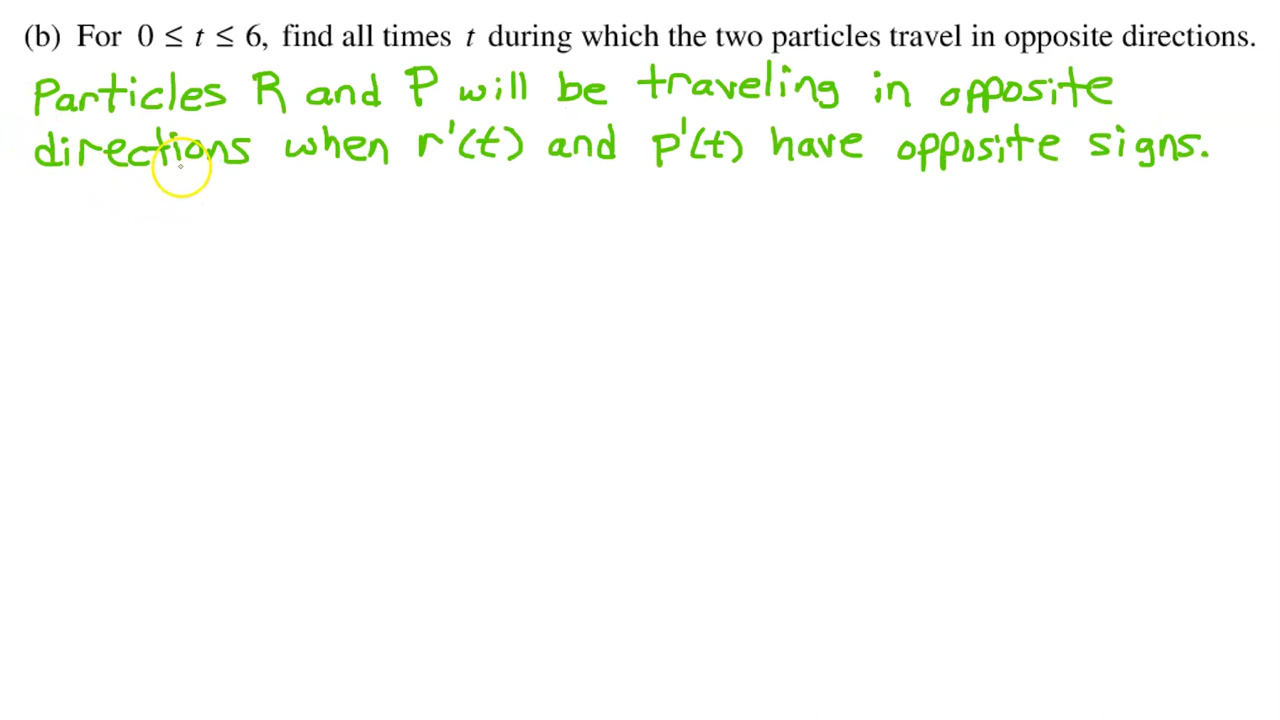 (b) For 0 ≤ t ≤ 6, find all times t during which the two particles travel in opposite directions.
Particles R and P will be traveling in opposite
directions when r'(t) and p'(t) have opposite signs.